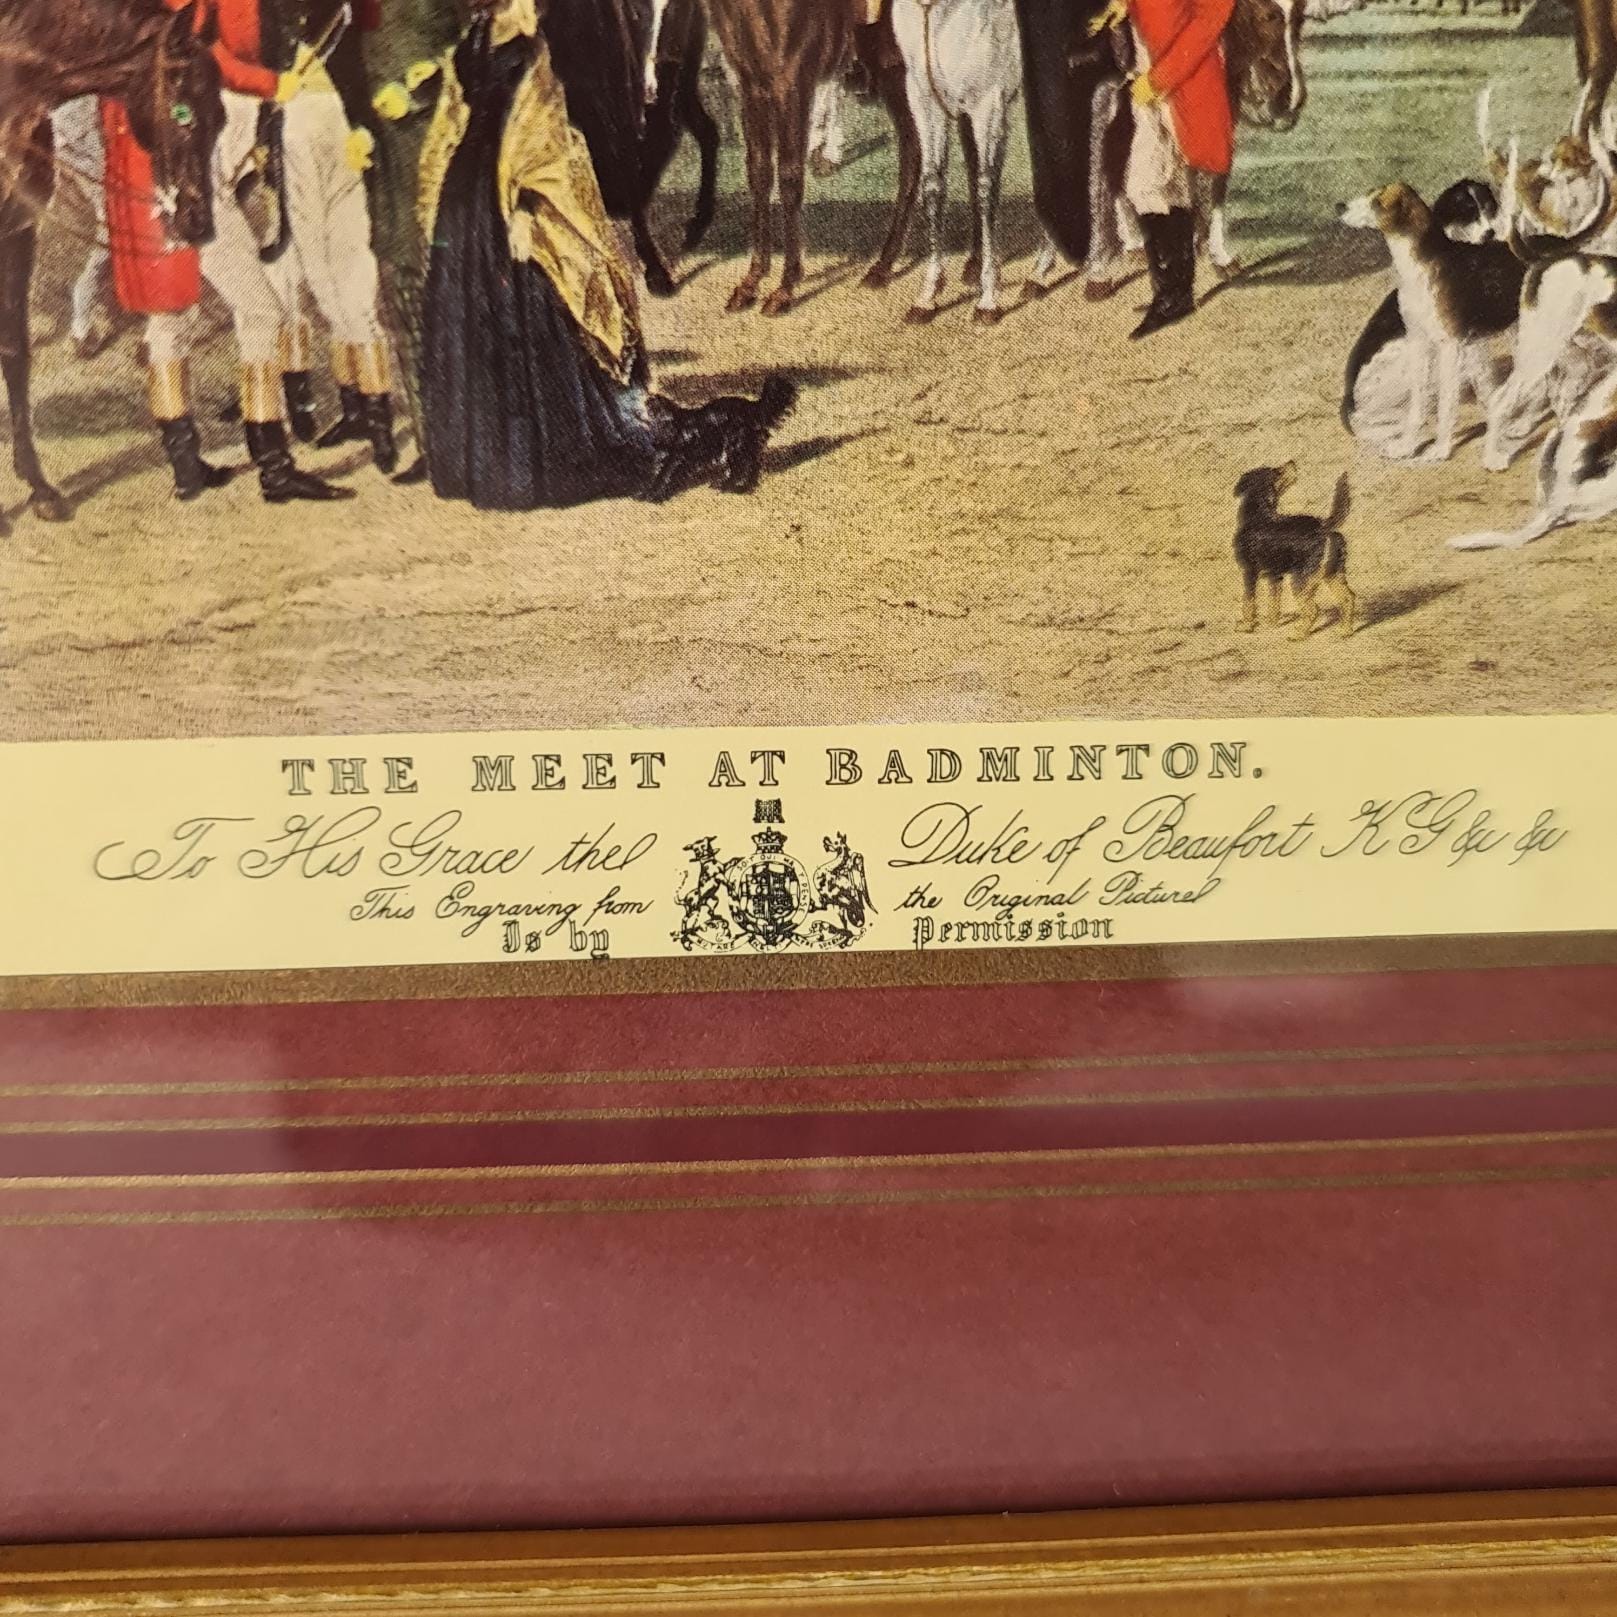 THE MEET AT BADMINTON.
To His Grace the Duke of Beaufort KG &c &c
This Engraving from the Original Picture
Is by Permission